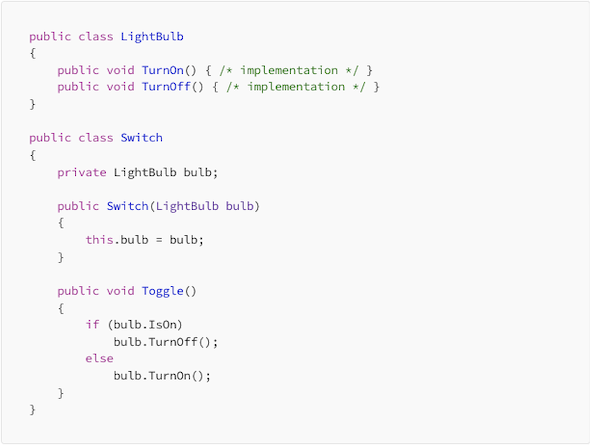 public class LightBulb
{
    public void TurnOn() { /* implementation */ }
    public void TurnOff() { /* implementation */ }
}

public class Switch
{
    private LightBulb bulb;

    public Switch(LightBulb bulb)
    {
        this.bulb = bulb;
    }

    public void Toggle()
    {
        if (bulb.IsOn)
            bulb.TurnOff();
        else
            bulb.TurnOn();
    }
}